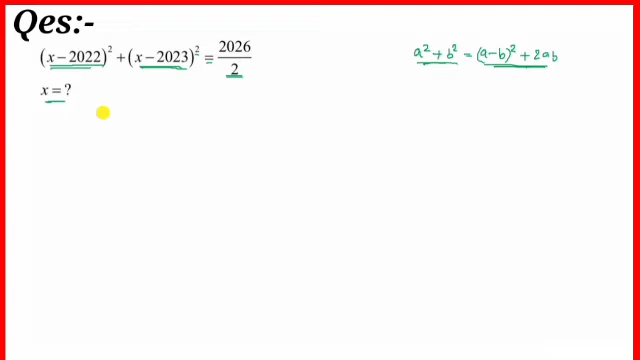 Qes:-
(x−2022)² + (x−2023)² = 2026/2
a² + b² = (a−b)² + 2ab
x = ?